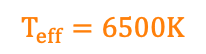 T_eff = 6500K